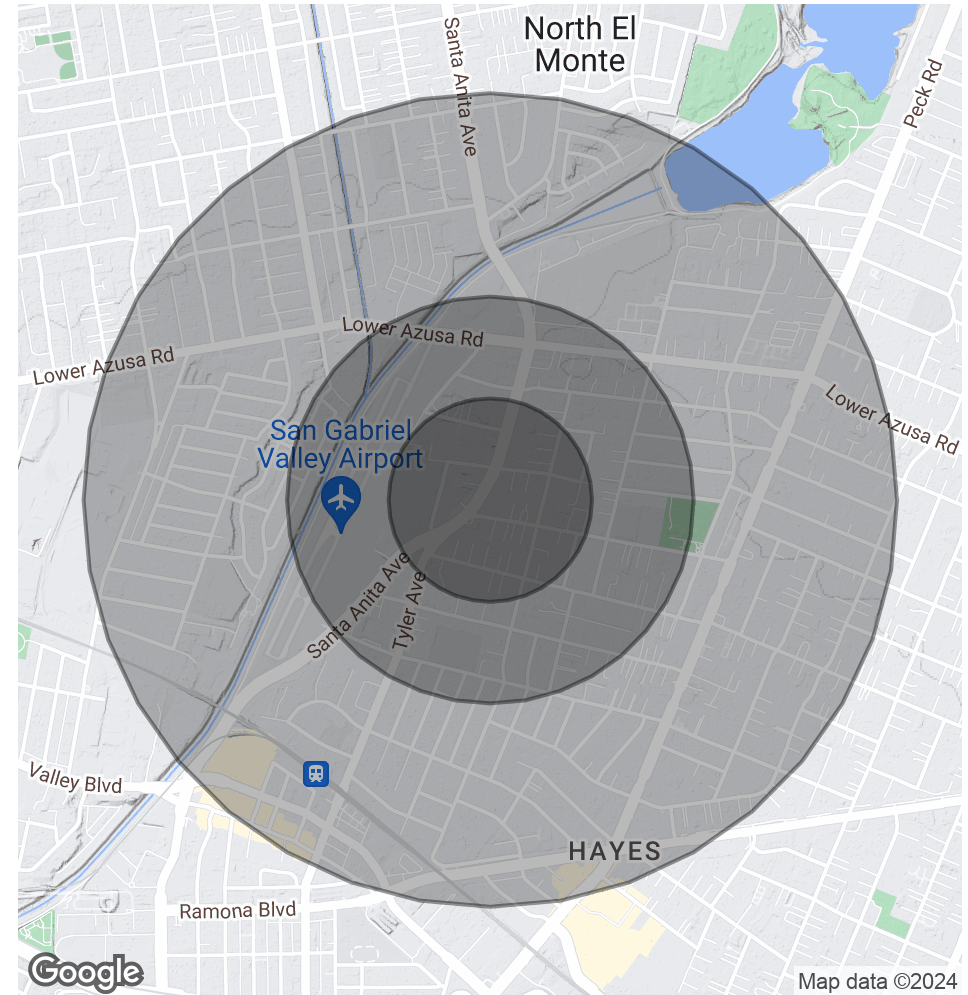 North El
Monte
Santa Anita Ave
Peck Rd
Lower Azusa Rd
Lower Azusa Rd
Lower Azusa Rd
San Gabriel
Valley Airport
Santa Anita Ave
Tyler Ave
Valley Blvd
HAYES
Ramona Blvd
Google
Map data ©2024